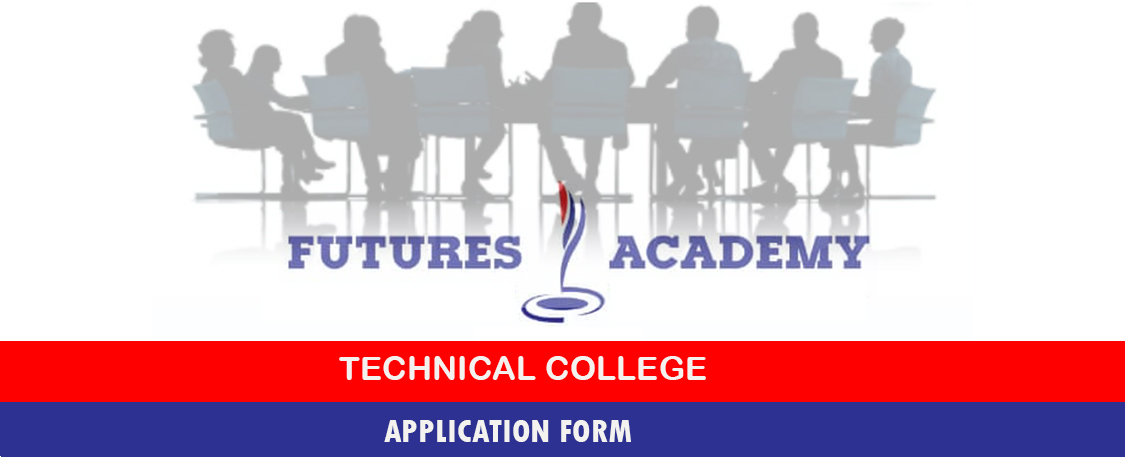 FUTURES ACADEMY
TECHNICAL COLLEGE
APPLICATION FORM